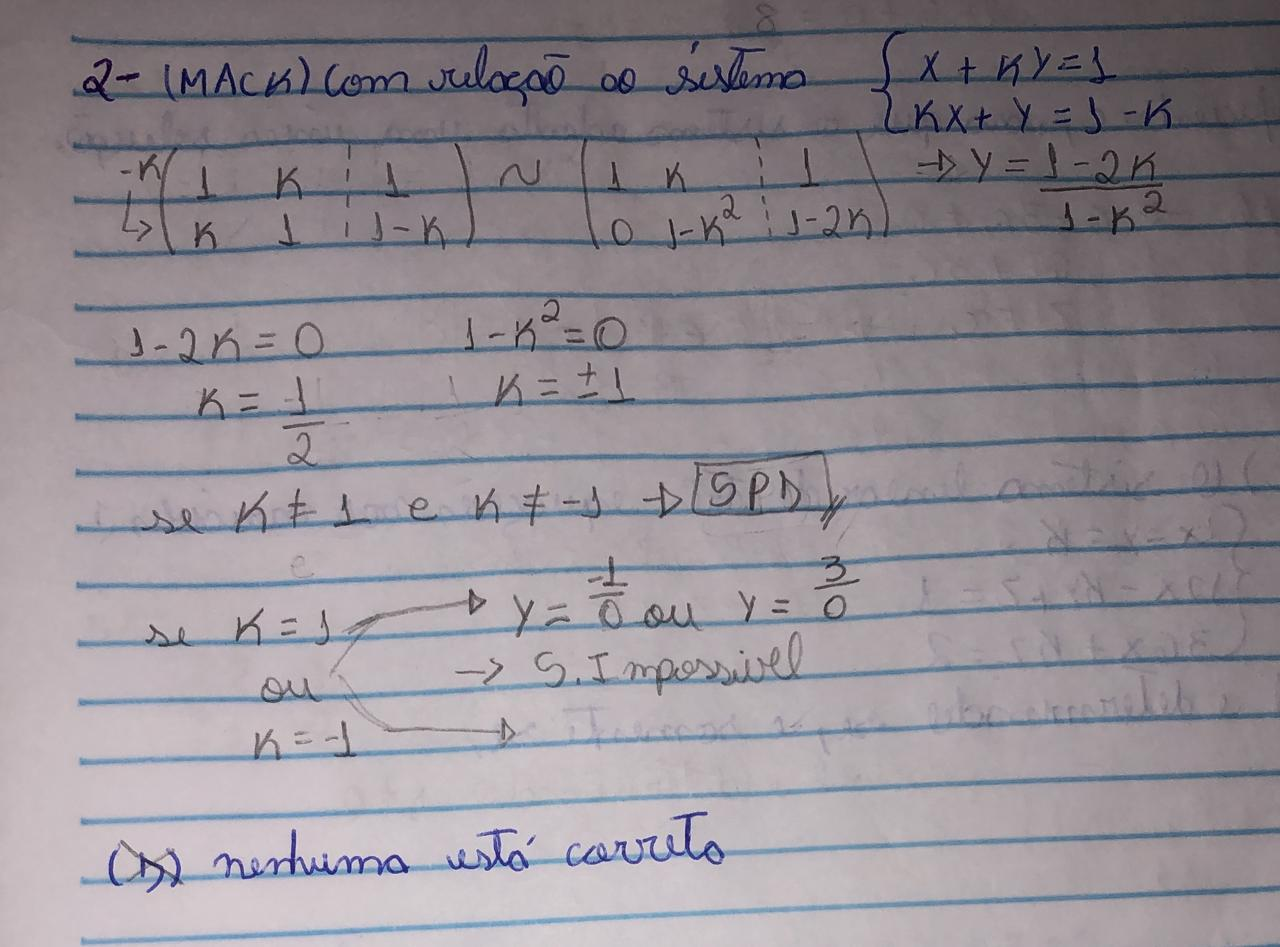 2- (MACK) Com relação ao sistema { X + KY = 1
KX + Y = 1 - K
-K ( 1 K ⋮ 1 ) ~ ( 1 K ⋮ 1 ) → Y = 1 - 2K / 1 - K²
↳ ( K 1 ⋮ 1-K ) ( 0 1-K² ⋮ 1-2K )
1 - 2K = 0 1 - K² = 0
K = 1/2 K = ±1
se K ≠ 1 e K ≠ -1 → SPD
se K = 1 → Y = -1/0 ou Y = 3/0
ou → S. Impossivel
K = -1 →
nenhuma está correta